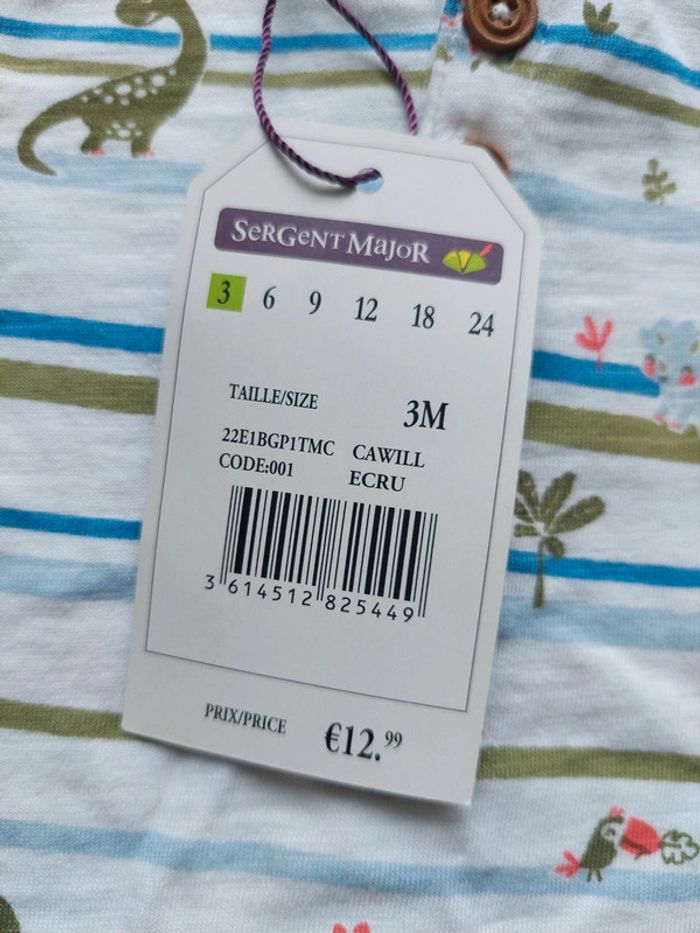 SeRGeNT MaJoR
3 6 9 12 18 24
TAILLE/SIZE 3M
22E1BGP1TMC CAWILL
CODE:001 ECRU
3 614512 825449
PRIX/PRICE €12.99